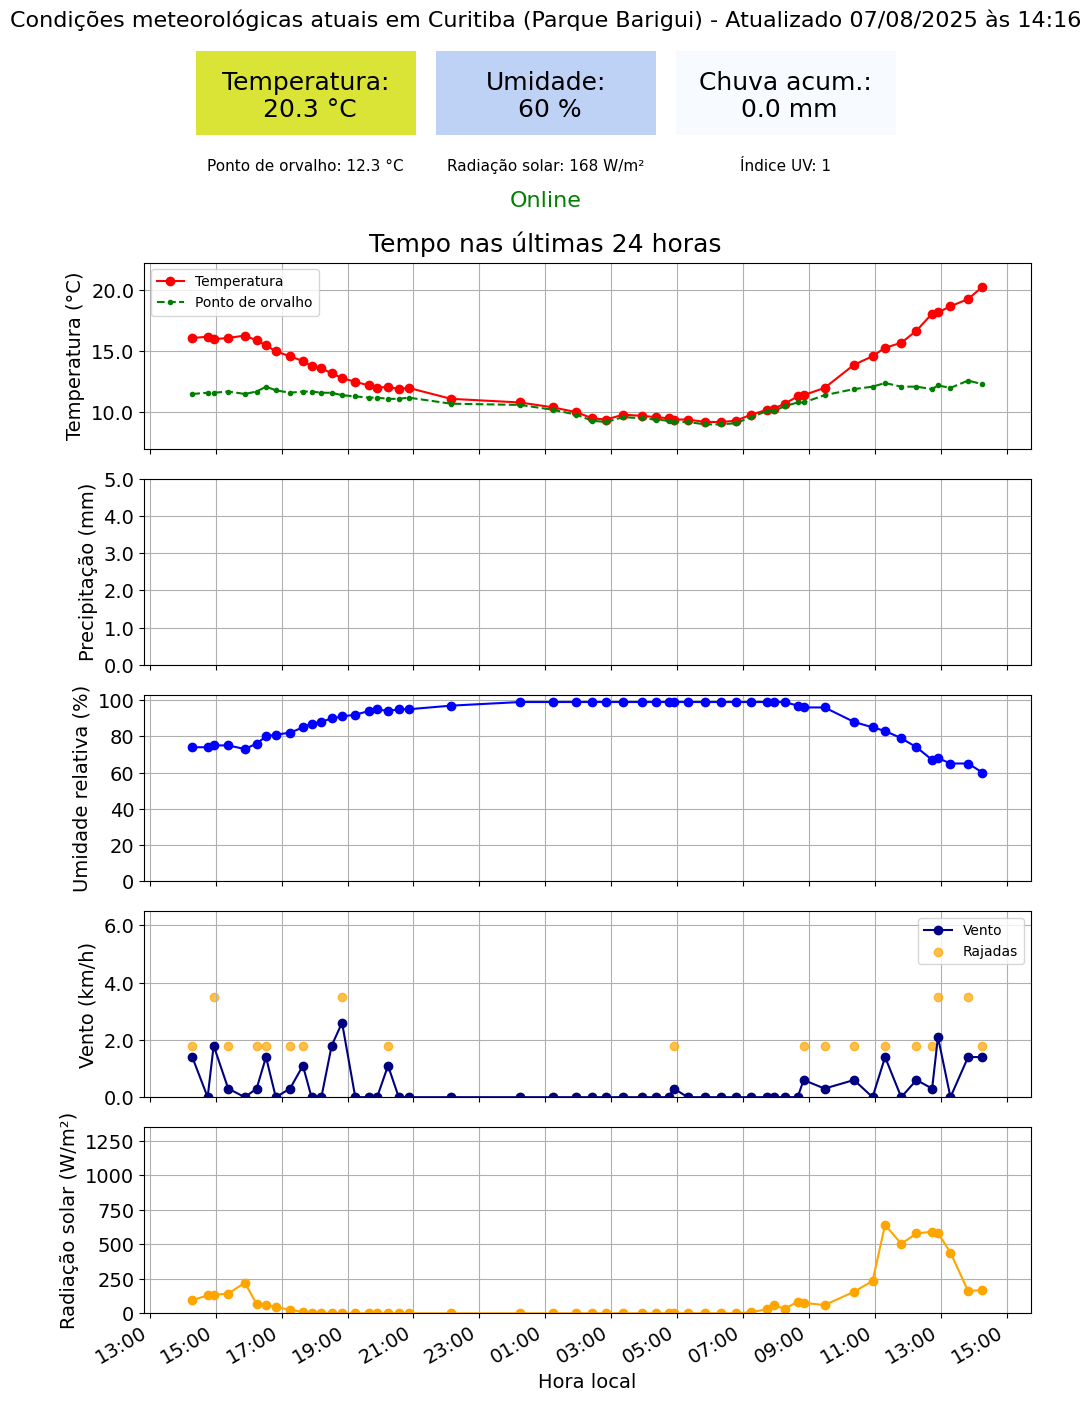 Condições meteorológicas atuais em Curitiba (Parque Barigui) - Atualizado 07/08/2025 às 14:16
Temperatura:
20.3 °C
Umidade:
60 %
Chuva acum.:
0.0 mm
Ponto de orvalho: 12.3 °C
Radiação solar: 168 W/m²
Índice UV: 1
Online
Tempo nas últimas 24 horas
Temperatura (°C)
20.0
15.0
10.0
Temperatura
Ponto de orvalho
Precipitação (mm)
5.0
4.0
3.0
2.0
1.0
0.0
Umidade relativa (%)
100
80
60
40
20
0
Vento (km/h)
6.0
4.0
2.0
0.0
Vento
Rajadas
Radiação solar (W/m²)
1250
1000
750
500
250
0
13:00
15:00
17:00
19:00
21:00
23:00
01:00
03:00
05:00
07:00
09:00
11:00
13:00
15:00
Hora local